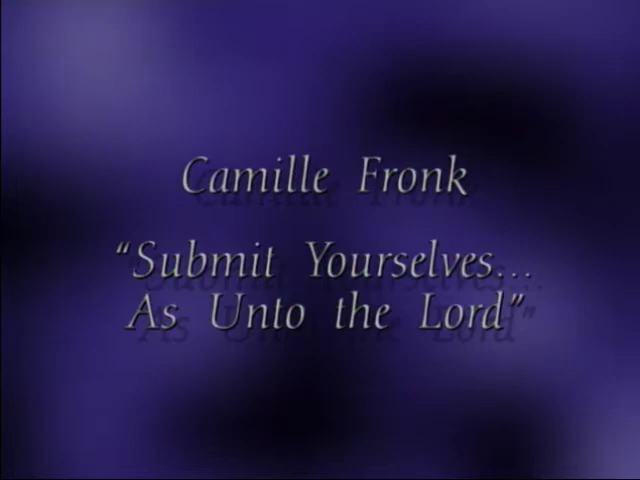 Camille Fronk
“Submit Yourselves...
As Unto the Lord”